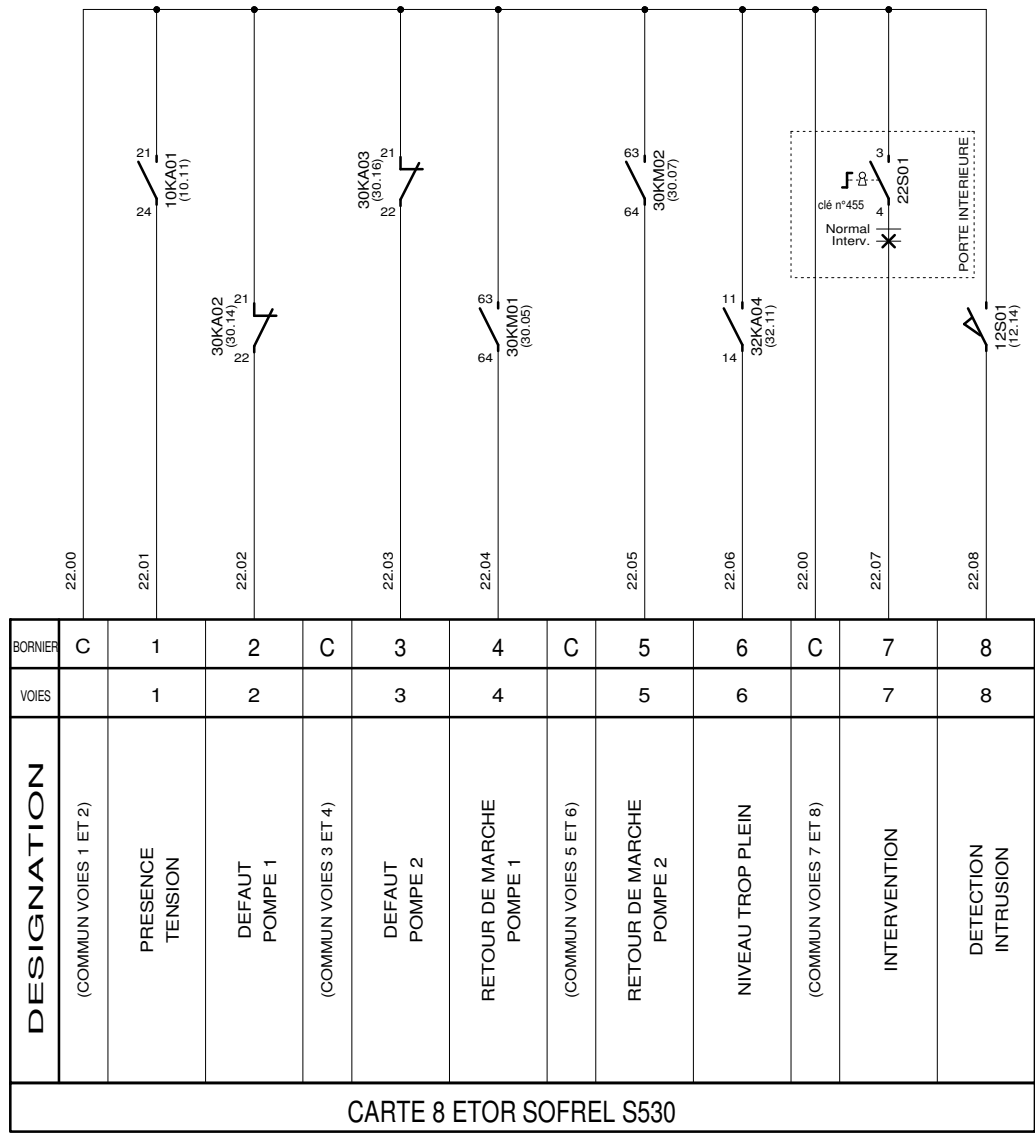 21
10KA01
(10.11)
24
30KA03
(30.16)
21
22
63
30KM02
(30.07)
64
3
22S01
clé n°455
4
Normal
Interv.
PORTE INTERIEURE
30KA02
(30.14)
21
22
63
30KM01
(30.05)
64
11
32KA04
(32.11)
14
12S01
(12.14)
22.00
22.01
22.02
22.03
22.04
22.05
22.06
22.00
22.07
22.08
BORNIER C 1 2 C 3 4 C 5 6 C 7 8
VOIES 1 2 3 4 5 6 7 8
DESIGNATION
(COMMUN VOIES 1 ET 2)
PRESENCE
TENSION
DEFAUT
POMPE 1
(COMMUN VOIES 3 ET 4)
DEFAUT
POMPE 2
RETOUR DE MARCHE
POMPE 1
(COMMUN VOIES 5 ET 6)
RETOUR DE MARCHE
POMPE 2
NIVEAU TROP PLEIN
(COMMUN VOIES 7 ET 8)
INTERVENTION
DETECTION
INTRUSION
CARTE 8 ETOR SOFREL S530